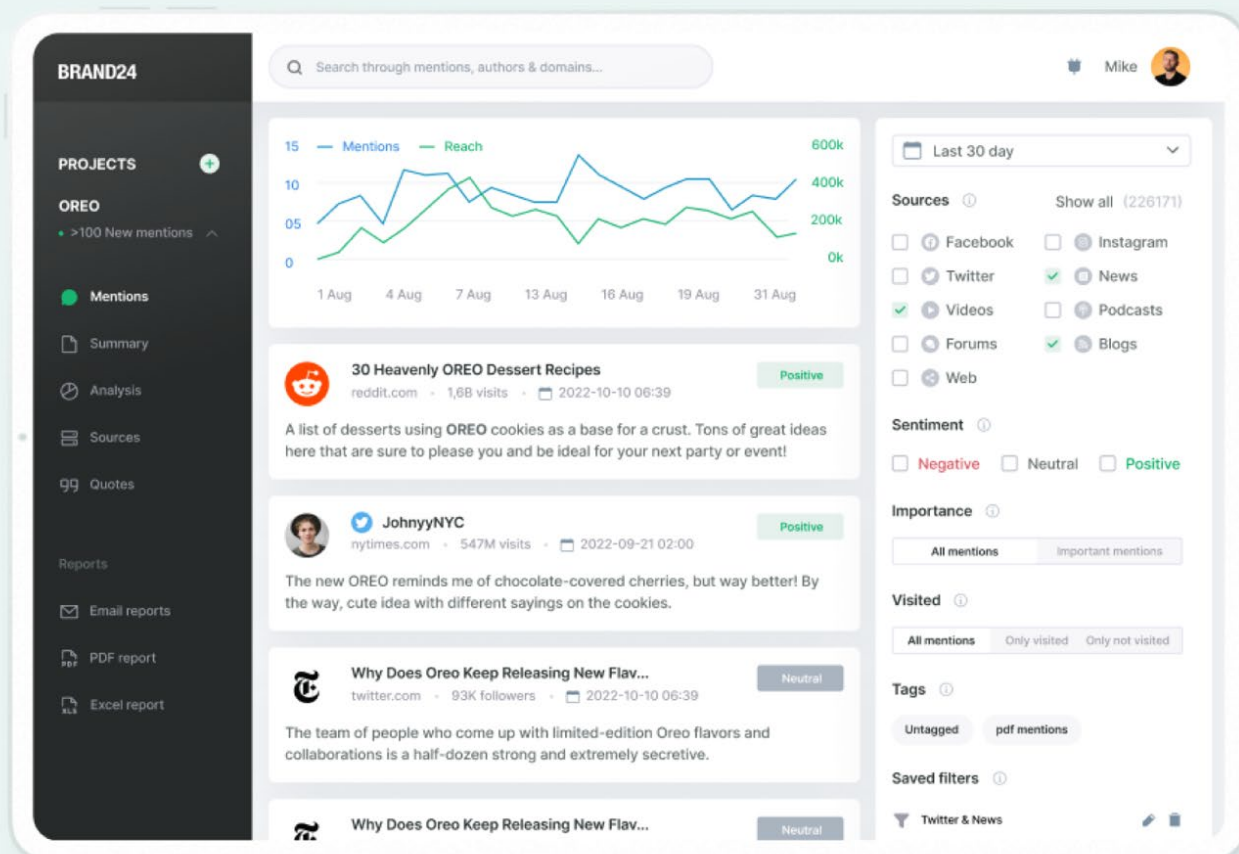 BRAND24
Search through mentions, authors & domains...
Mike
PROJECTS
OREO
>100 New mentions
Mentions
Summary
Analysis
Sources
Quotes
Reports
Email reports
PDF
PDF report
XLS
Excel report
15 Mentions Reach 600k
10 400k
05 200k
0 0k
1 Aug 4 Aug 7 Aug 13 Aug 16 Aug 19 Aug 31 Aug
30 Heavenly OREO Dessert Recipes Positive
reddit.com • 1,6B visits • 2022-10-10 06:39
A list of desserts using OREO cookies as a base for a crust. Tons of great ideas
here that are sure to please you and be ideal for your next party or event!
JohnyyNYC Positive
nytimes.com • 547M visits • 2022-09-21 02:00
The new OREO reminds me of chocolate-covered cherries, but way better! By
the way, cute idea with different sayings on the cookies.
Why Does Oreo Keep Releasing New Flav... Neutral
twitter.com • 93K followers • 2022-10-10 06:39
The team of people who come up with limited-edition Oreo flavors and
collaborations is a half-dozen strong and extremely secretive.
Why Does Oreo Keep Releasing New Flav... Neutral
Last 30 day
Sources Show all (226171)
Facebook Instagram
Twitter News
Videos Podcasts
Forums Blogs
Web
Sentiment
Negative Neutral Positive
Importance
All mentions Important mentions
Visited
All mentions Only visited Only not visited
Tags
Untagged pdf mentions
Saved filters
Twitter & News